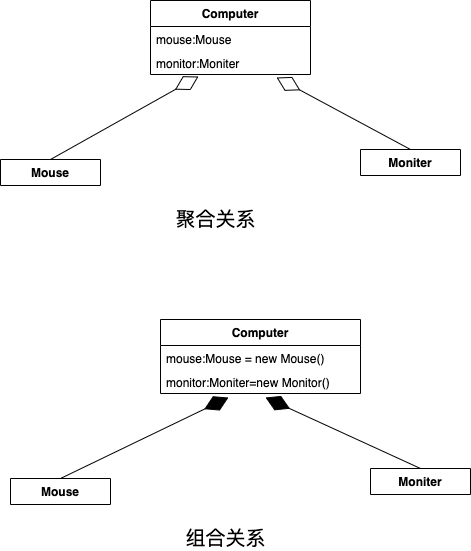 Computer
mouse:Mouse
monitor:Moniter
Mouse
Moniter
聚合关系
Computer
mouse:Mouse = new Mouse()
monitor:Moniter=new Monitor()
Mouse
Moniter
组合关系